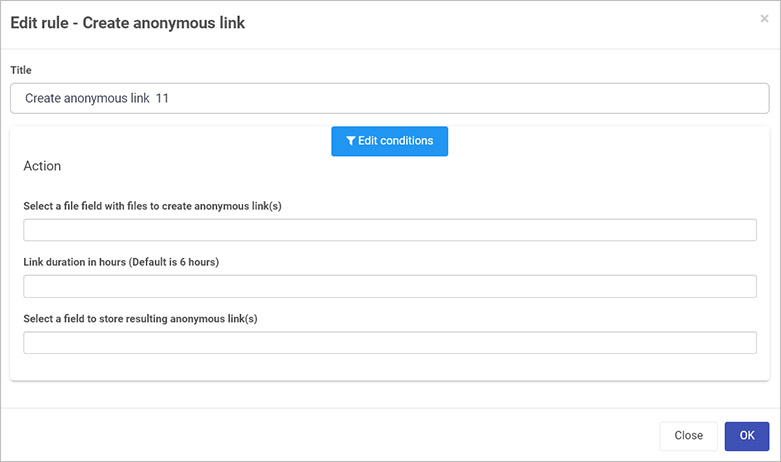 Edit rule - Create anonymous link
×
Title
Create anonymous link 11
Edit conditions
Action
Select a file field with files to create anonymous link(s)
Link duration in hours (Default is 6 hours)
Select a field to store resulting anonymous link(s)
Close OK